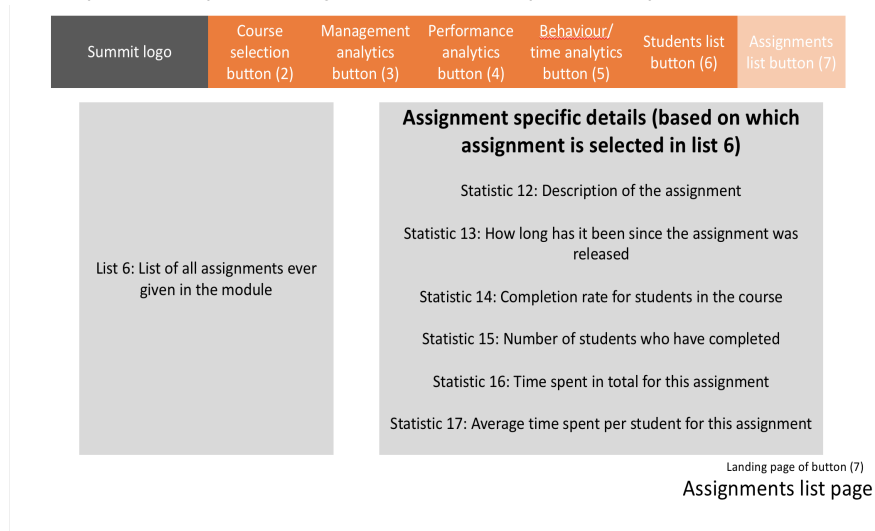 Summit logo
Course
selection
button (2)
Management
analytics
button (3)
Performance
analytics
button (4)
Behaviour/
time analytics
button (5)
Students list
button (6)
Assignments
list button (7)
List 6: List of all assignments ever
given in the module
Assignment specific details (based on which
assignment is selected in list 6)
Statistic 12: Description of the assignment
Statistic 13: How long has it been since the assignment was
released
Statistic 14: Completion rate for students in the course
Statistic 15: Number of students who have completed
Statistic 16: Time spent in total for this assignment
Statistic 17: Average time spent per student for this assignment
Landing page of button (7)
Assignments list page